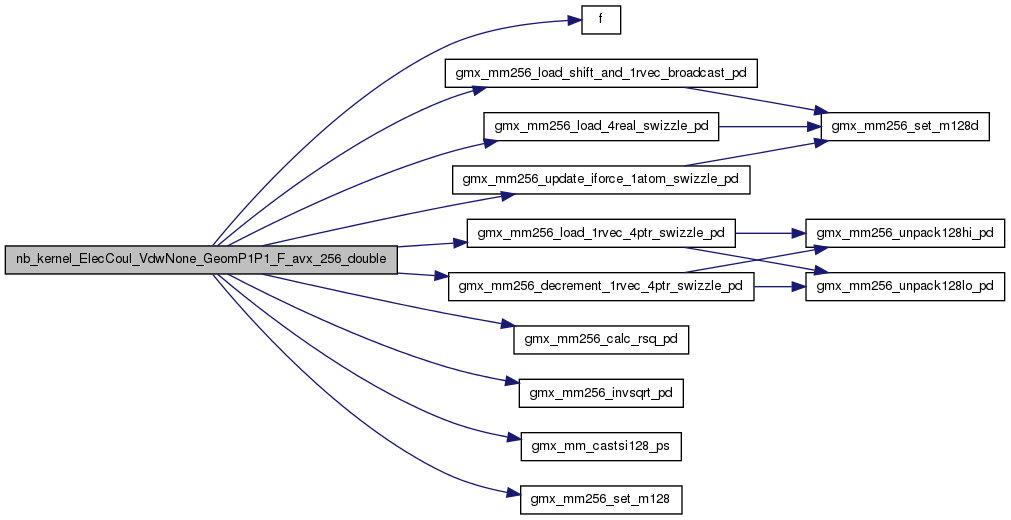 f
gmx_mm256_load_shift_and_1rvec_broadcast_pd
gmx_mm256_load_4real_swizzle_pd
gmx_mm256_set_m128d
gmx_mm256_update_iforce_1atom_swizzle_pd
gmx_mm256_load_1rvec_4ptr_swizzle_pd
gmx_mm256_unpack128hi_pd
nb_kernel_ElecCoul_VdwNone_GeomP1P1_F_avx_256_double
gmx_mm256_decrement_1rvec_4ptr_swizzle_pd
gmx_mm256_unpack128lo_pd
gmx_mm256_calc_rsq_pd
gmx_mm256_invsqrt_pd
gmx_mm_castsi128_ps
gmx_mm256_set_m128